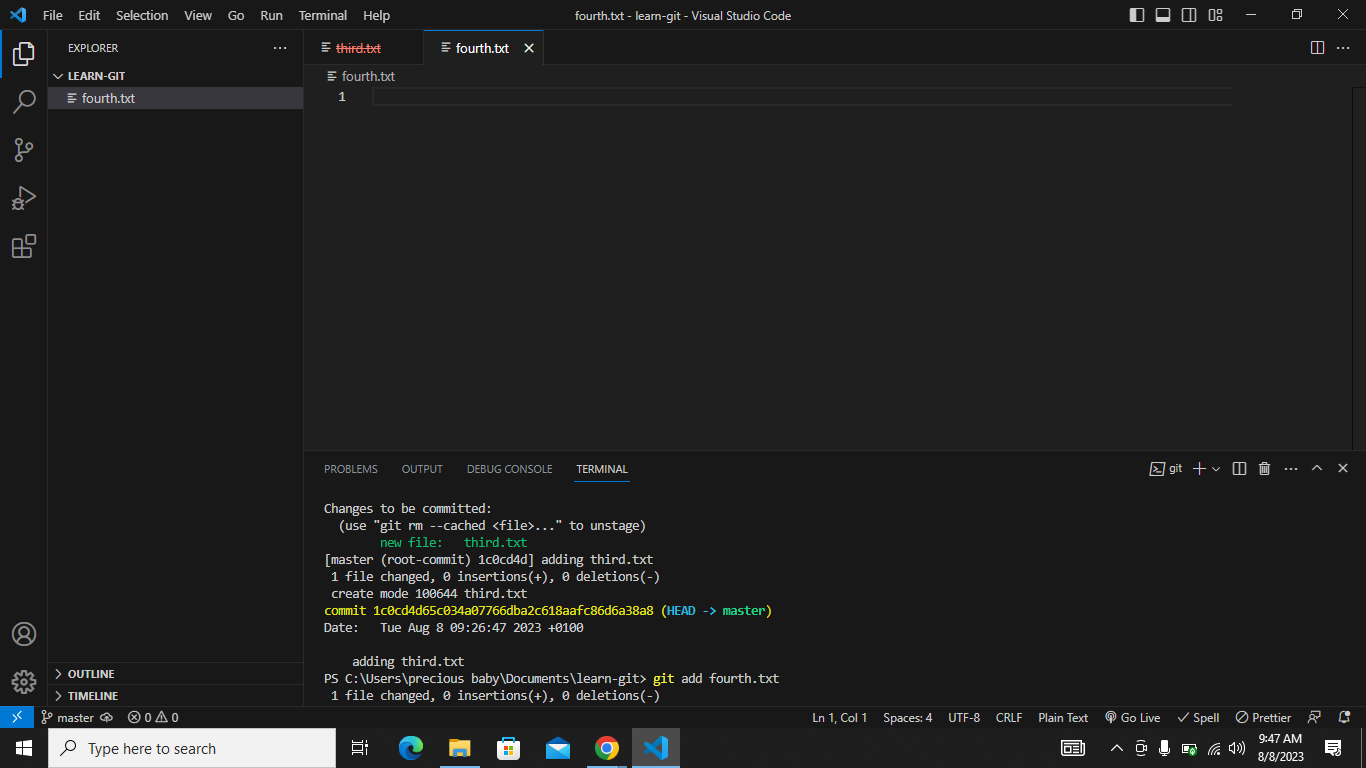 File Edit Selection View Go Run Terminal Help
fourth.txt - learn-git - Visual Studio Code
EXPLORER
LEARN-GIT
fourth.txt
OUTLINE
TIMELINE
third.txt
fourth.txt
fourth.txt
1
PROBLEMS OUTPUT DEBUG CONSOLE TERMINAL
git
Changes to be committed:
(use "git rm --cached <file>..." to unstage)
new file: third.txt
[master (root-commit) 1c0cd4d] adding third.txt
1 file changed, 0 insertions(+), 0 deletions(-)
create mode 100644 third.txt
commit 1c0cd4d65c034a07766dba2c618aafc86d6a38a8 (HEAD -> master)
Date: Tue Aug 8 09:26:47 2023 +0100
adding third.txt
PS C:\Users\precious baby\Documents\learn-git> git add fourth.txt
1 file changed, 0 insertions(+), 0 deletions(-)
master 0 0 Ln 1, Col 1 Spaces: 4 UTF-8 CRLF Plain Text Go Live Spell Prettier
Type here to search
9:47 AM
8/8/2023